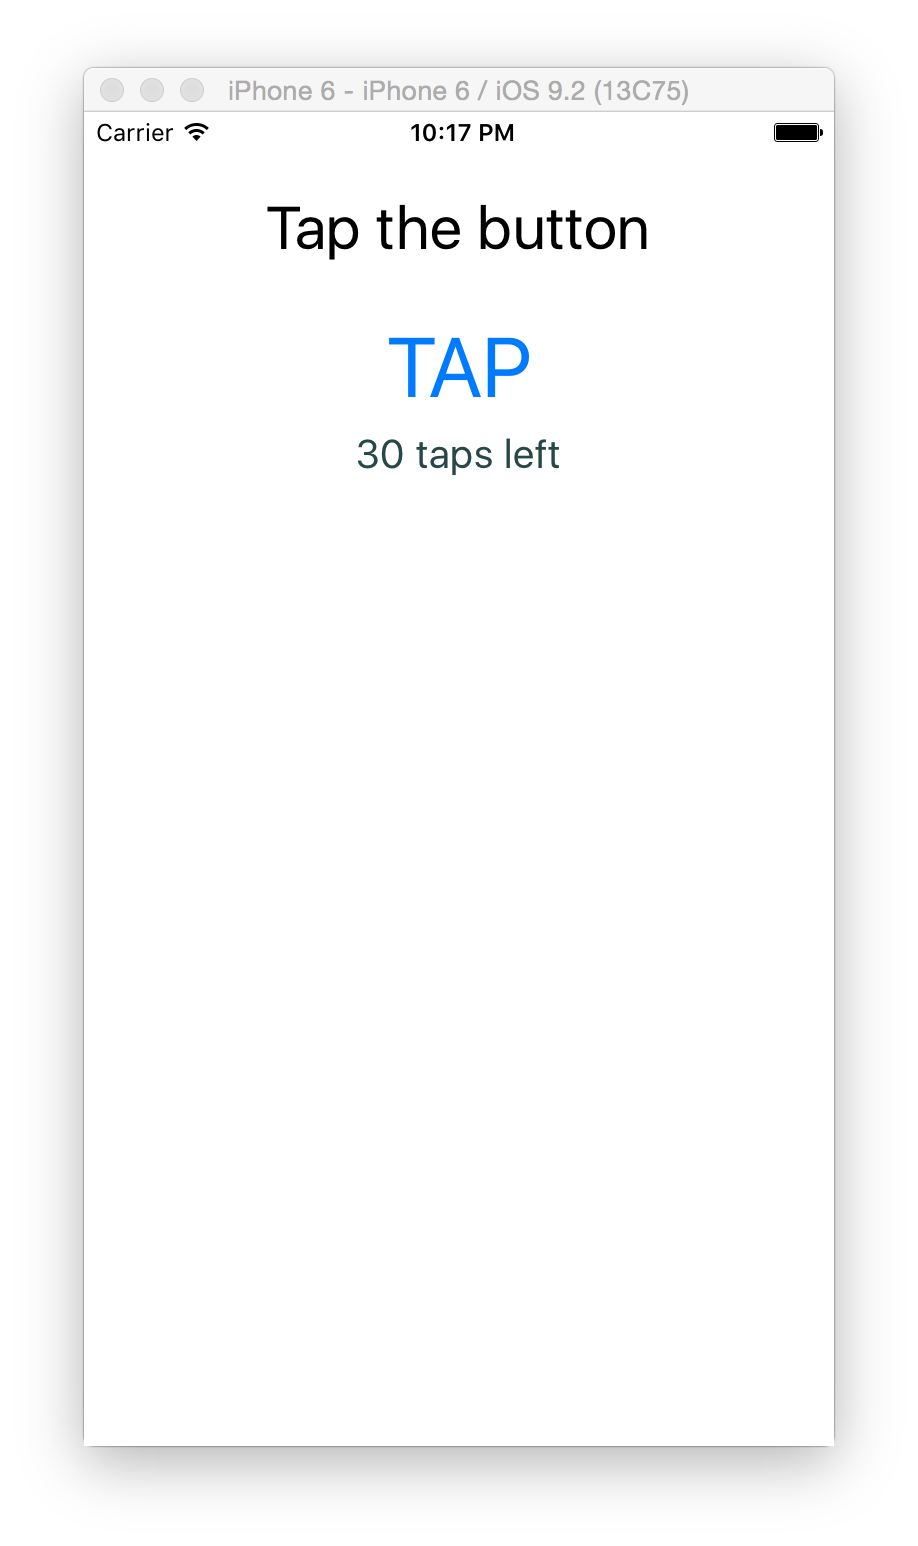 iPhone 6 - iPhone 6 / iOS 9.2 (13C75)
Carrier 10:17 PM
Tap the button
TAP
30 taps left